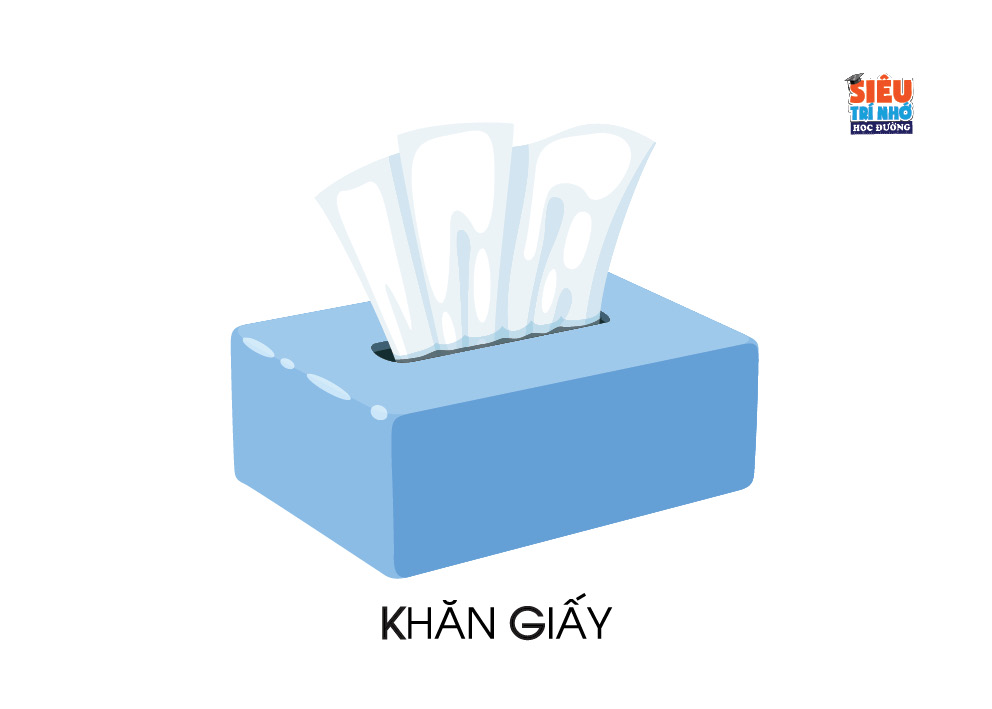 SIÊU
TRÍ NHỚ
HỌC ĐƯỜNG
KHĂN GIẤY